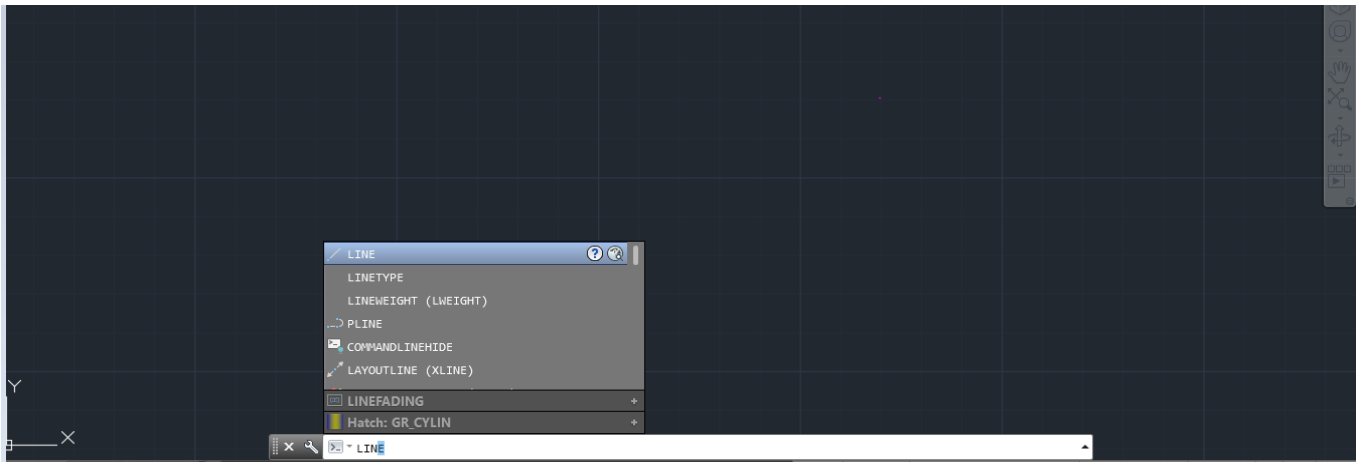 LINE
LINETYPE
LINEWEIGHT (LWEIGHT)
PLINE
COMMANDLINEHIDE
LAYOUTLINE (XLINE)
LINEFADING +
Hatch: GR_CYLIN +
Y
X
LINE